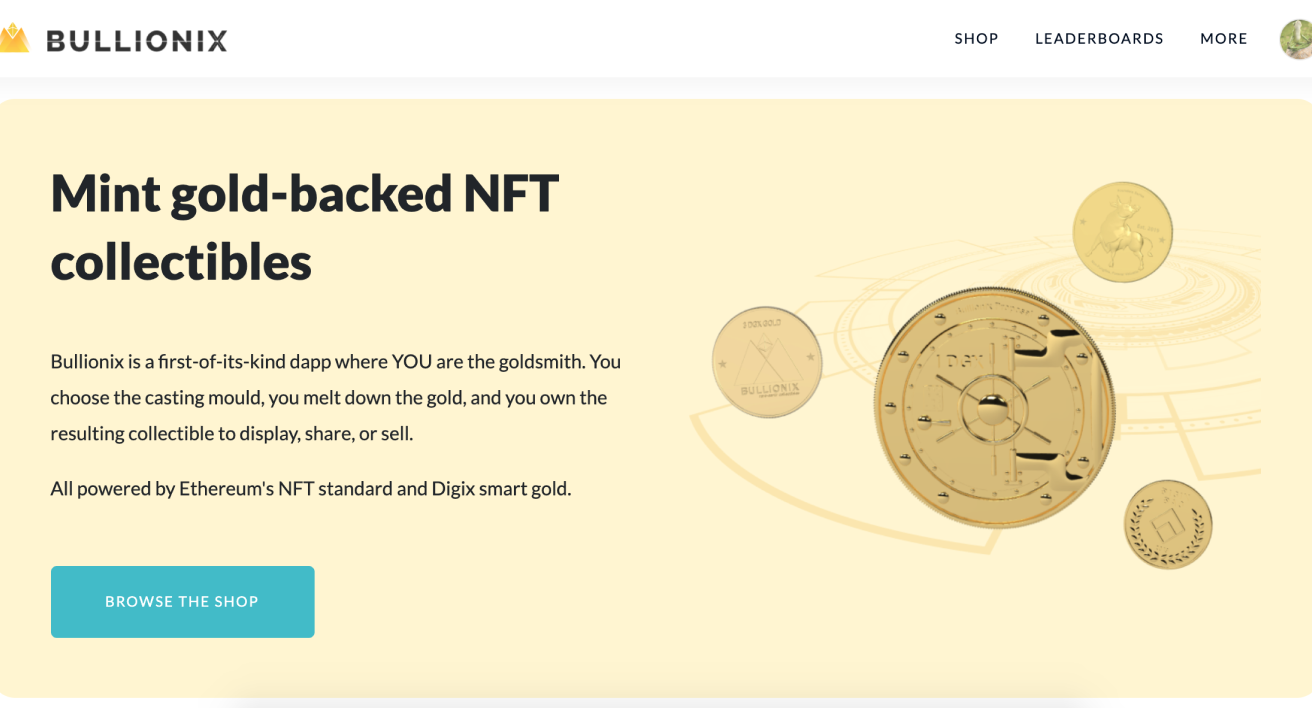 BULLIONIX
SHOP LEADERBOARDS MORE
Mint gold-backed NFT
collectibles
Bullionix is a first-of-its-kind dapp where YOU are the goldsmith. You
choose the casting mould, you melt down the gold, and you own the
resulting collectible to display, share, or sell.
All powered by Ethereum's NFT standard and Digix smart gold.
BROWSE THE SHOP
BULLIONIX
1 DGX